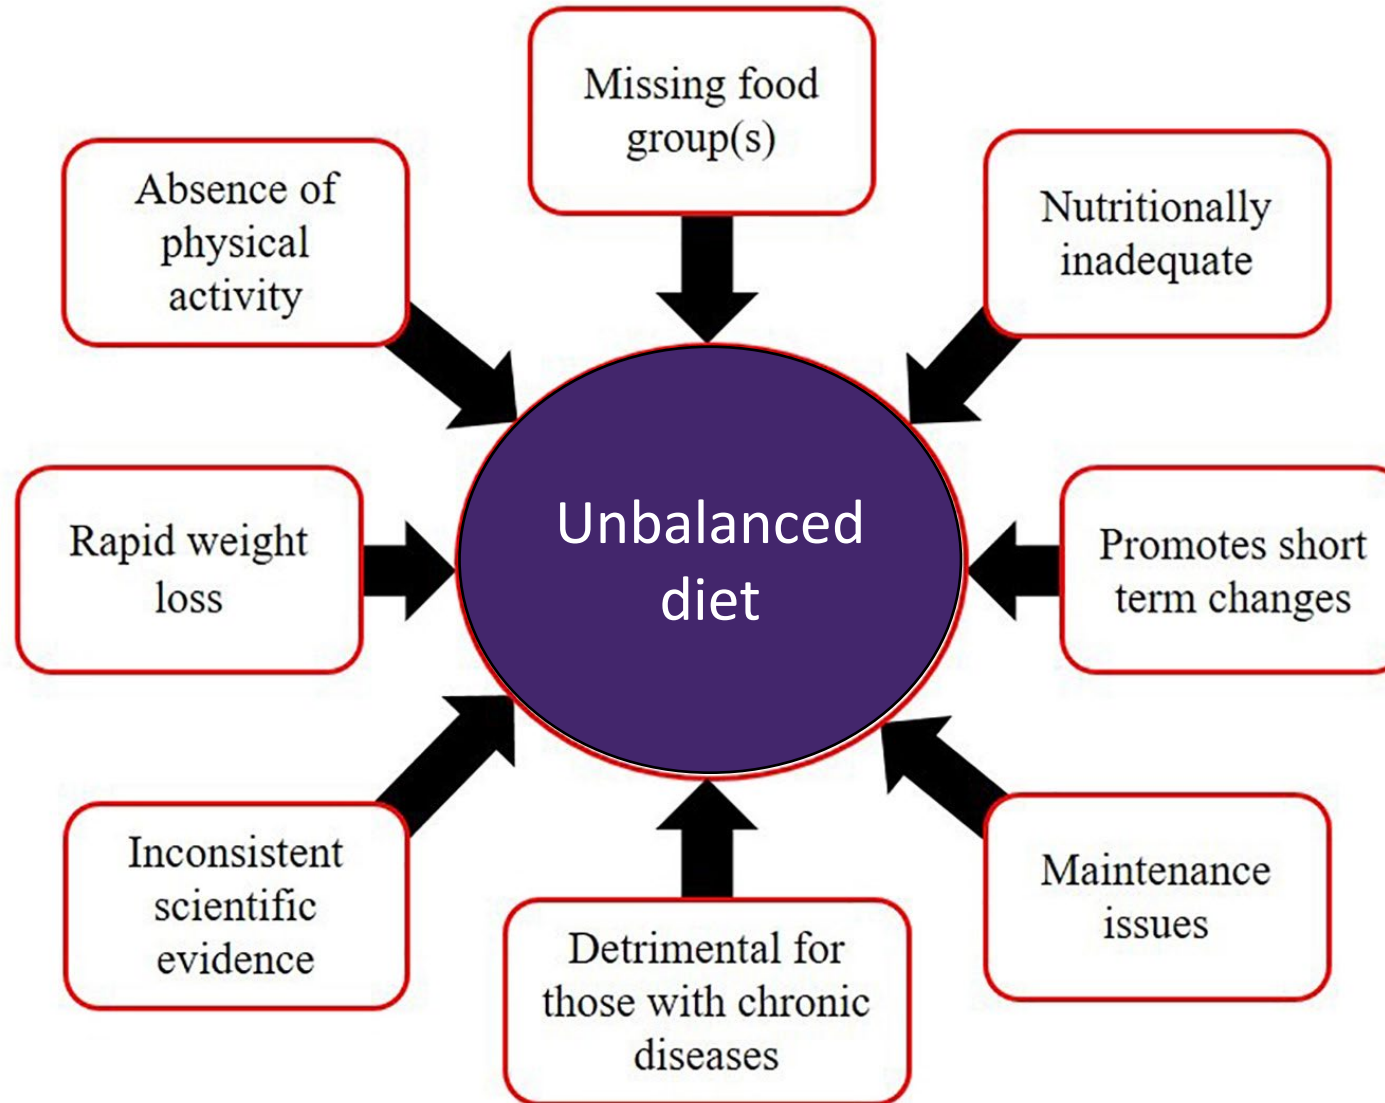 Missing food
group(s)
Absence of
physical
activity
Nutritionally
inadequate
Rapid weight
loss
Unbalanced
diet
Promotes short
term changes
Inconsistent
scientific
evidence
Detrimental for
those with chronic
diseases
Maintenance
issues